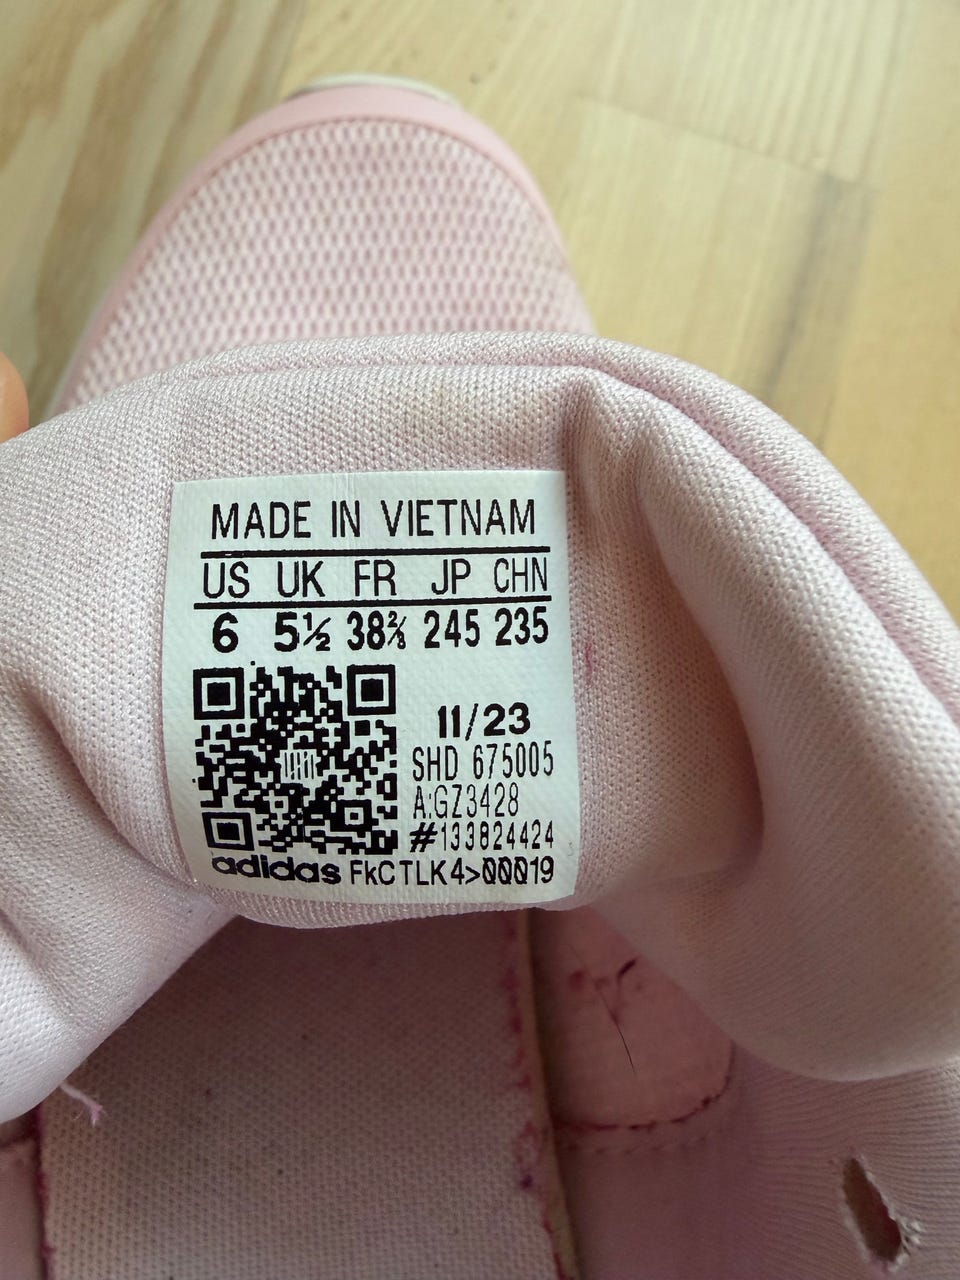 MADE IN VIETNAM
US UK FR JP CHN
6 5½ 38⅔ 245 235
11/23
SHD 675005
A:GZ3428
#133824424
adidas FkCTLK4>00019